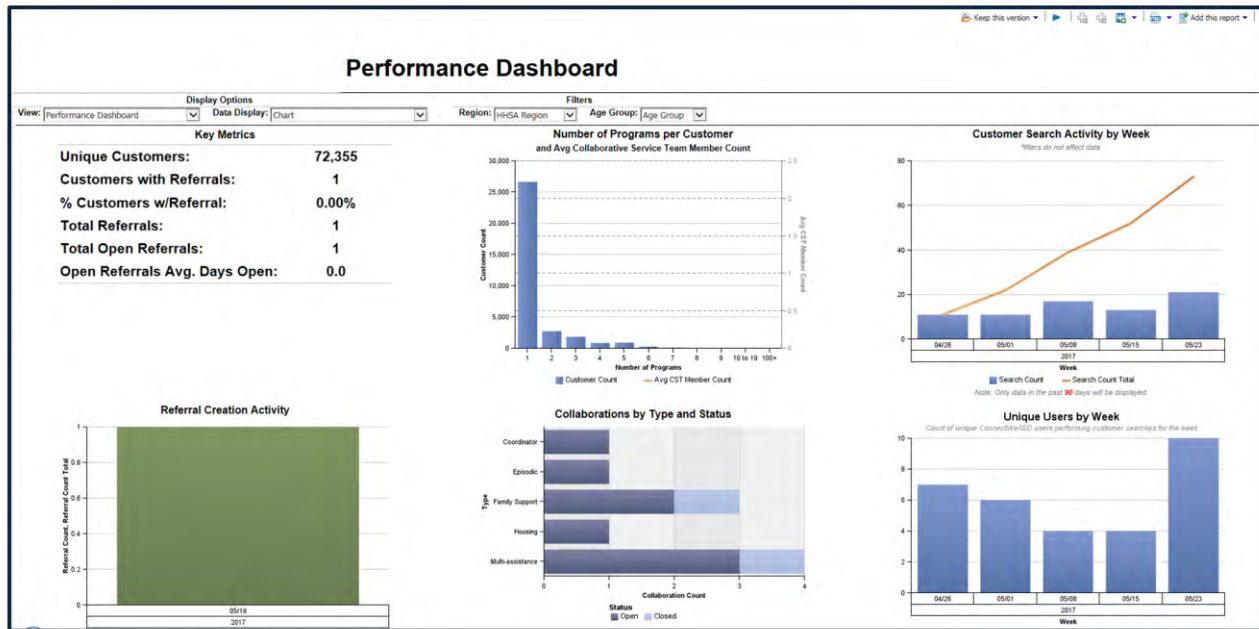 Keep this version
Add this report
Performance Dashboard
Display Options
Filters
View: Performance Dashboard
Data Display: Chart
Region: HHSA Region
Age Group: Age Group
Key Metrics
Unique Customers: 72,355
Customers with Referrals: 1
% Customers w/Referral: 0.00%
Total Referrals: 1
Total Open Referrals: 1
Open Referrals Avg. Days Open: 0.0
Number of Programs per Customer
and Avg Collaborative Service Team Member Count
30,000
25,000
20,000
15,000
10,000
5,000
0
Customer Count
2.5
2
1.5
1
0.5
0
Avg CST Member Count
1 2 3 4 5 6 7 8 9 10 to 19 100+
Number of Programs
Customer Count
Avg CST Member Count
Customer Search Activity by Week
*filters do not affect data
80
60
40
20
0
04/26 05/01 05/08 05/15 05/23
2017
Week
Search Count
Search Count Total
Note: Only data in the past 90 days will be displayed
Referral Creation Activity
Referral Count, Referral Count Total
1
0.8
0.6
0.4
0.2
0
05/19
2017
Collaborations by Type and Status
Type
Coordinator
Episodic
Family Support
Housing
Multi-assistance
0 1 2 3 4
Collaboration Count
Status
Open
Closed
Unique Users by Week
Count of unique ConnectWellSD users performing customer searches for the week
10
8
6
4
2
0
04/26 05/01 05/08 05/15 05/23
2017
Week